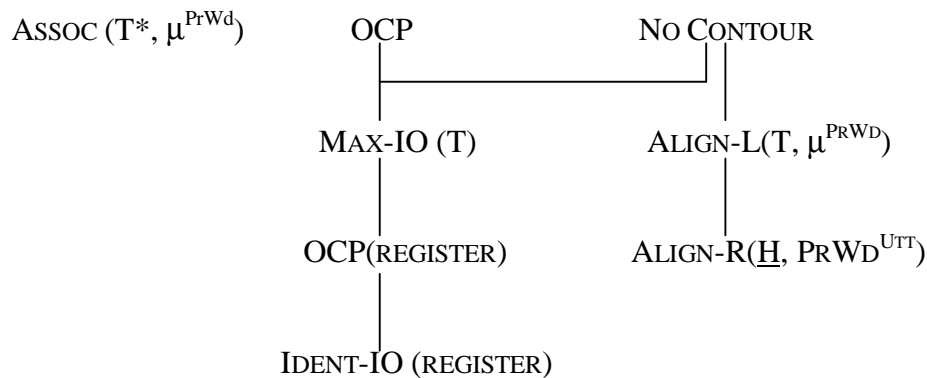 ASSOC (T*, μ^PrWd) OCP NO CONTOUR
MAX-IO (T) ALIGN-L(T, μ^PRWD)
OCP(REGISTER) ALIGN-R(H, PRWD^UTT)
IDENT-IO (REGISTER)